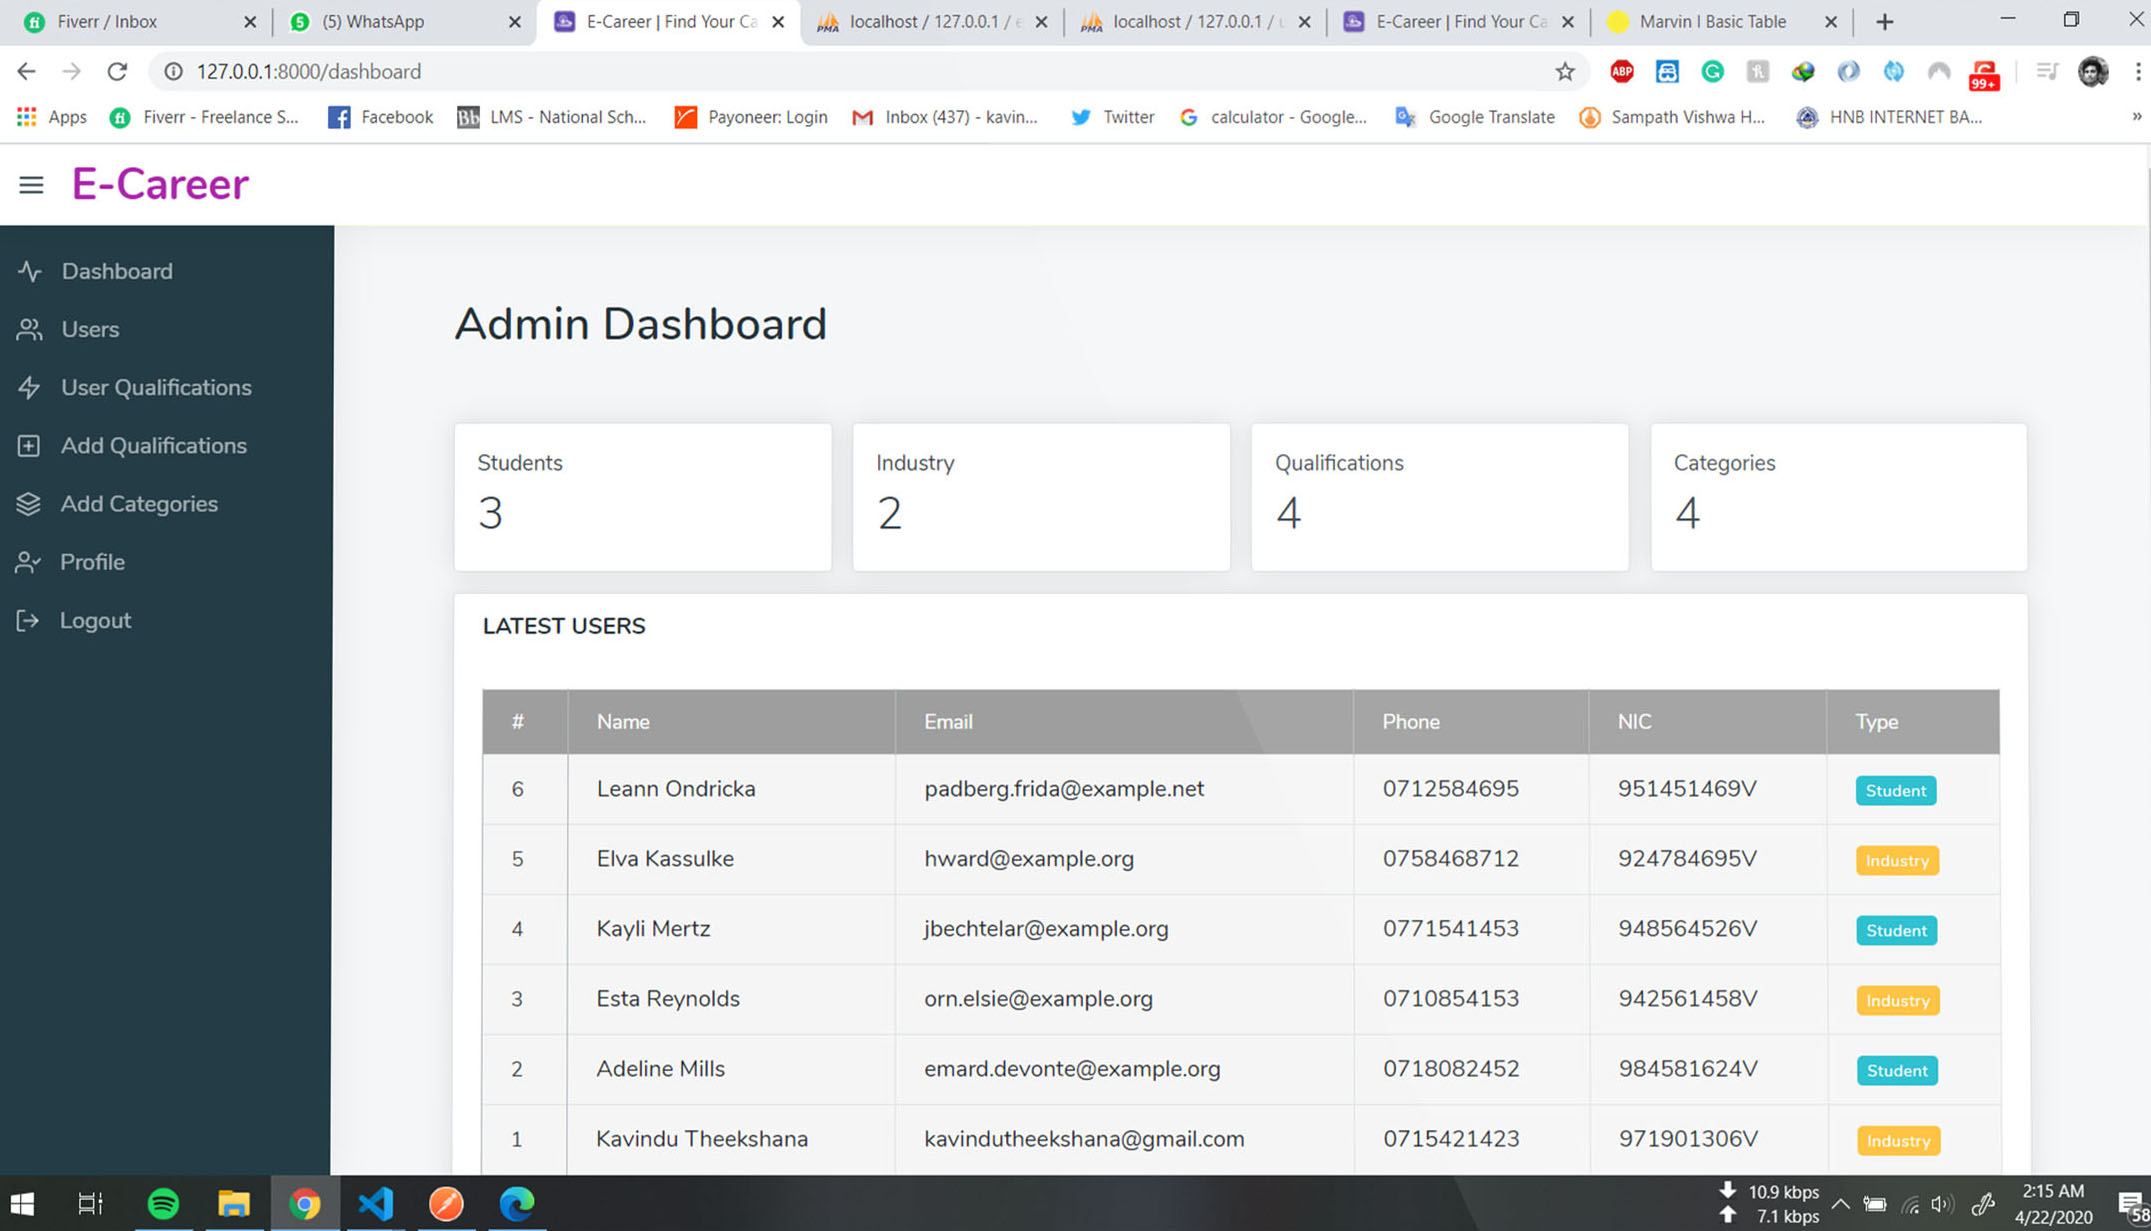 Fiverr / Inbox
(5) WhatsApp
E-Career | Find Your Ca
localhost / 127.0.0.1 / e
localhost / 127.0.0.1 / u
E-Career | Find Your Ca
Marvin I Basic Table
127.0.0.1:8000/dashboard
ABP
99+
Apps
Fiverr - Freelance S...
Facebook
Bb
LMS - National Sch...
Payoneer: Login
Inbox (437) - kavin...
Twitter
calculator - Google...
Google Translate
Sampath Vishwa H...
HNB INTERNET BA...
E-Career
Dashboard
Users
User Qualifications
Add Qualifications
Add Categories
Profile
Logout
Admin Dashboard
Students
3
Industry
2
Qualifications
4
Categories
4
LATEST USERS
# Name Email Phone NIC Type
6 Leann Ondricka padberg.frida@example.net 0712584695 951451469V Student
5 Elva Kassulke hward@example.org 0758468712 924784695V Industry
4 Kayli Mertz jbechtelar@example.org 0771541453 948564526V Student
3 Esta Reynolds orn.elsie@example.org 0710854153 942561458V Industry
2 Adeline Mills emard.devonte@example.org 0718082452 984581624V Student
1 Kavindu Theekshana kavindutheekshana@gmail.com 0715421423 971901306V Industry
10.9 kbps
7.1 kbps
2:15 AM
4/22/2020
58